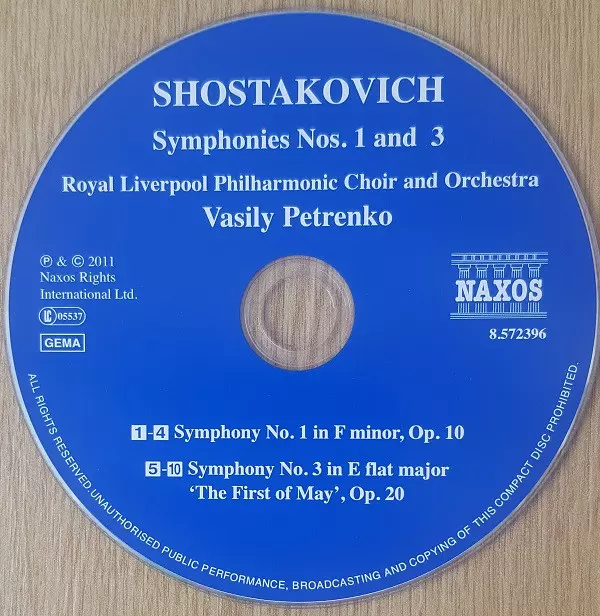 SHOSTAKOVICH
Symphonies Nos. 1 and 3
Royal Liverpool Philharmonic Choir and Orchestra
Vasily Petrenko
℗ & © 2011
Naxos Rights
International Ltd.
LC 05537
GEMA
NAXOS
8.572396
1-4 Symphony No. 1 in F minor, Op. 10
5-10 Symphony No. 3 in E flat major
‘The First of May’, Op. 20
ALL RIGHTS RESERVED. UNAUTHORISED PUBLIC PERFORMANCE, BROADCASTING AND COPYING OF THIS COMPACT DISC PROHIBITED.